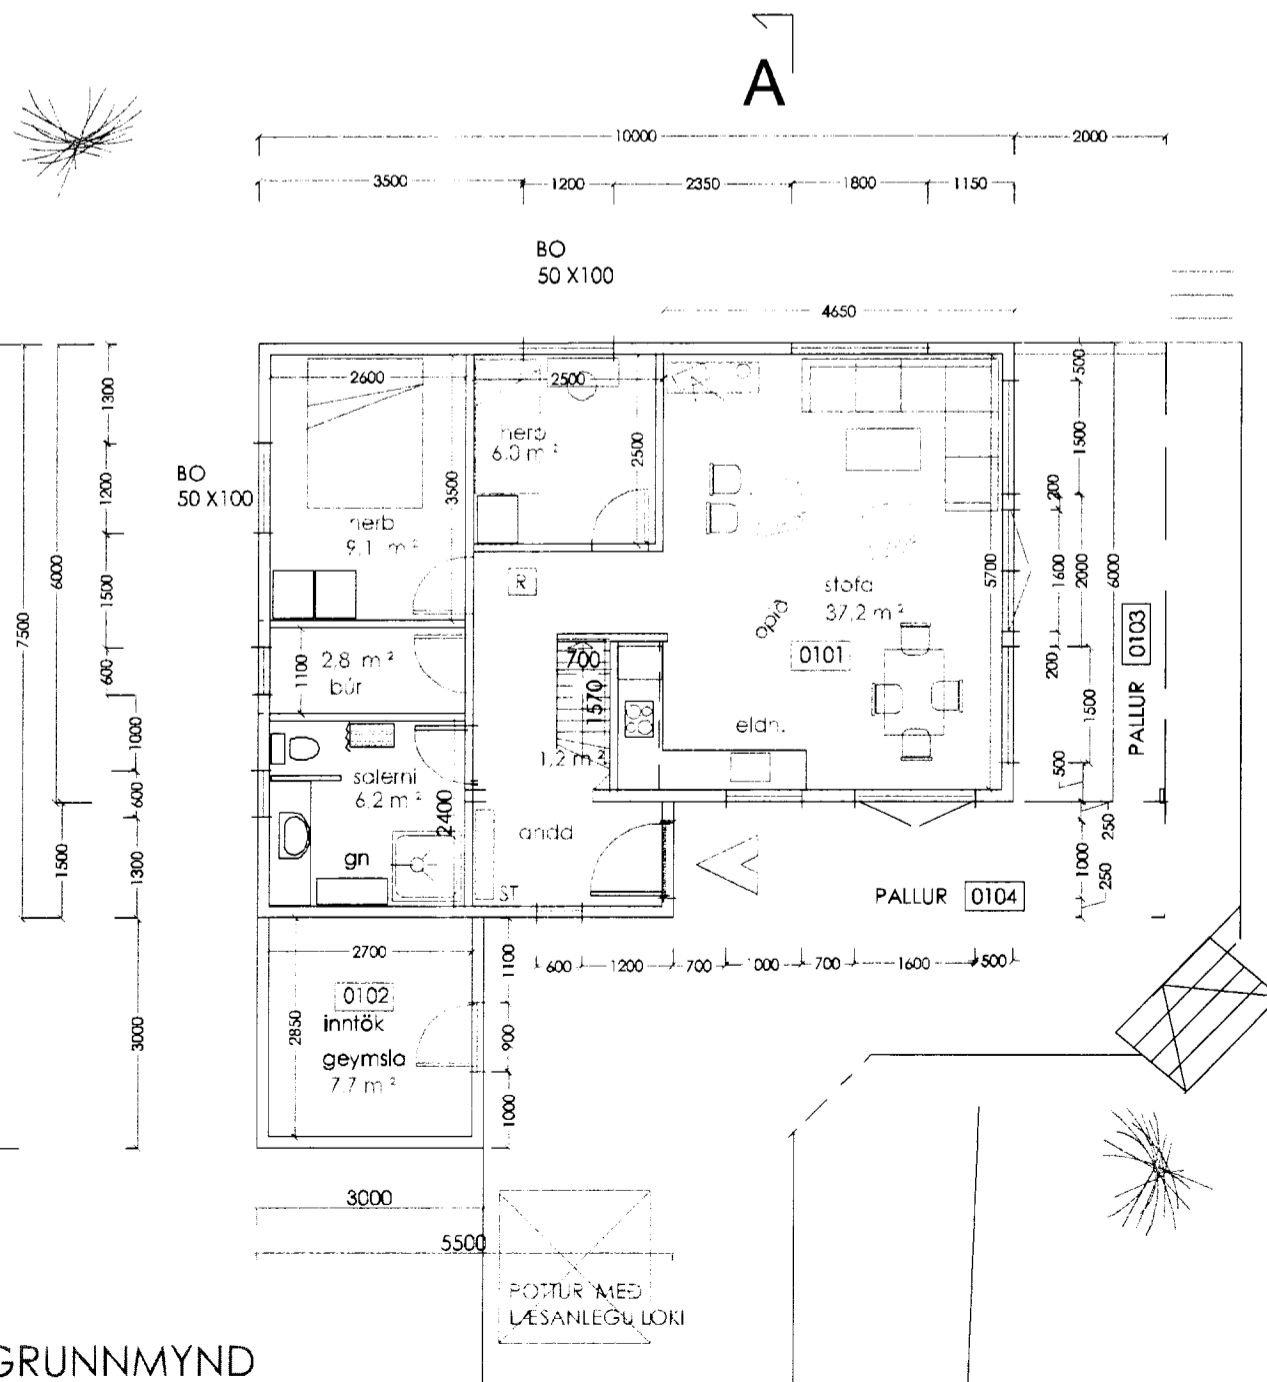 A
10000
2000
3500
1200
2350
1800
1150
BO
50 X100
4650
BO
50 X100
7500
6000
1500
1300
1200
1500
600
1000
600
1300
3000
2600
3500
herb
9,1 m²
2500
2500
herb
6,0 m²
R
1100
2,8 m²
búr
700
1570
1,2 m²
salerni
6,2 m²
2400
gn
andd
ST
opið
stofa
37,2 m²
0101
eldh.
5700
500
1500
200
1600
2000
6000
200
1500
500
250
1000
250
PALLUR 0103
PALLUR 0104
600
1200
700
1000
700
1600
500
2700
0102
inntök
geymsla
7,7 m²
2850
1100
900
1000
3000
5500
POTTUR MEÐ
LÆSANLEGU LOKI
GRUNNMYND